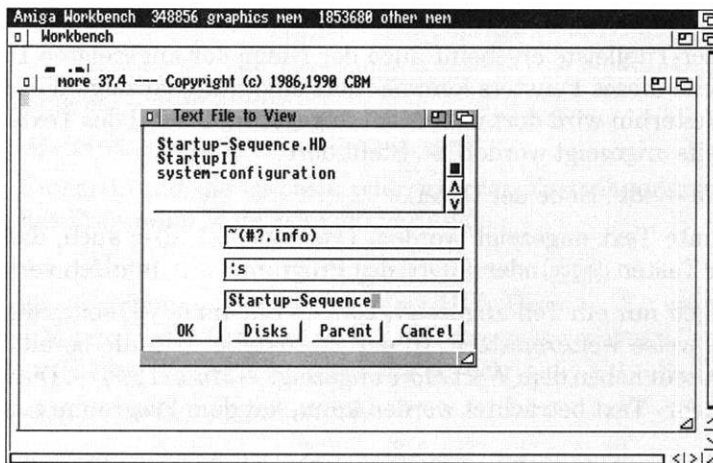 Amiga Workbench 348856 graphics mem 1853680 other mem
Workbench
more 37.4 --- Copyright (c) 1986,1990 CBM
Text File to View
Startup-Sequence.HD
StartupII
system-configuration
~(#?.info)
:s
Startup-Sequence
OK Disks Parent Cancel